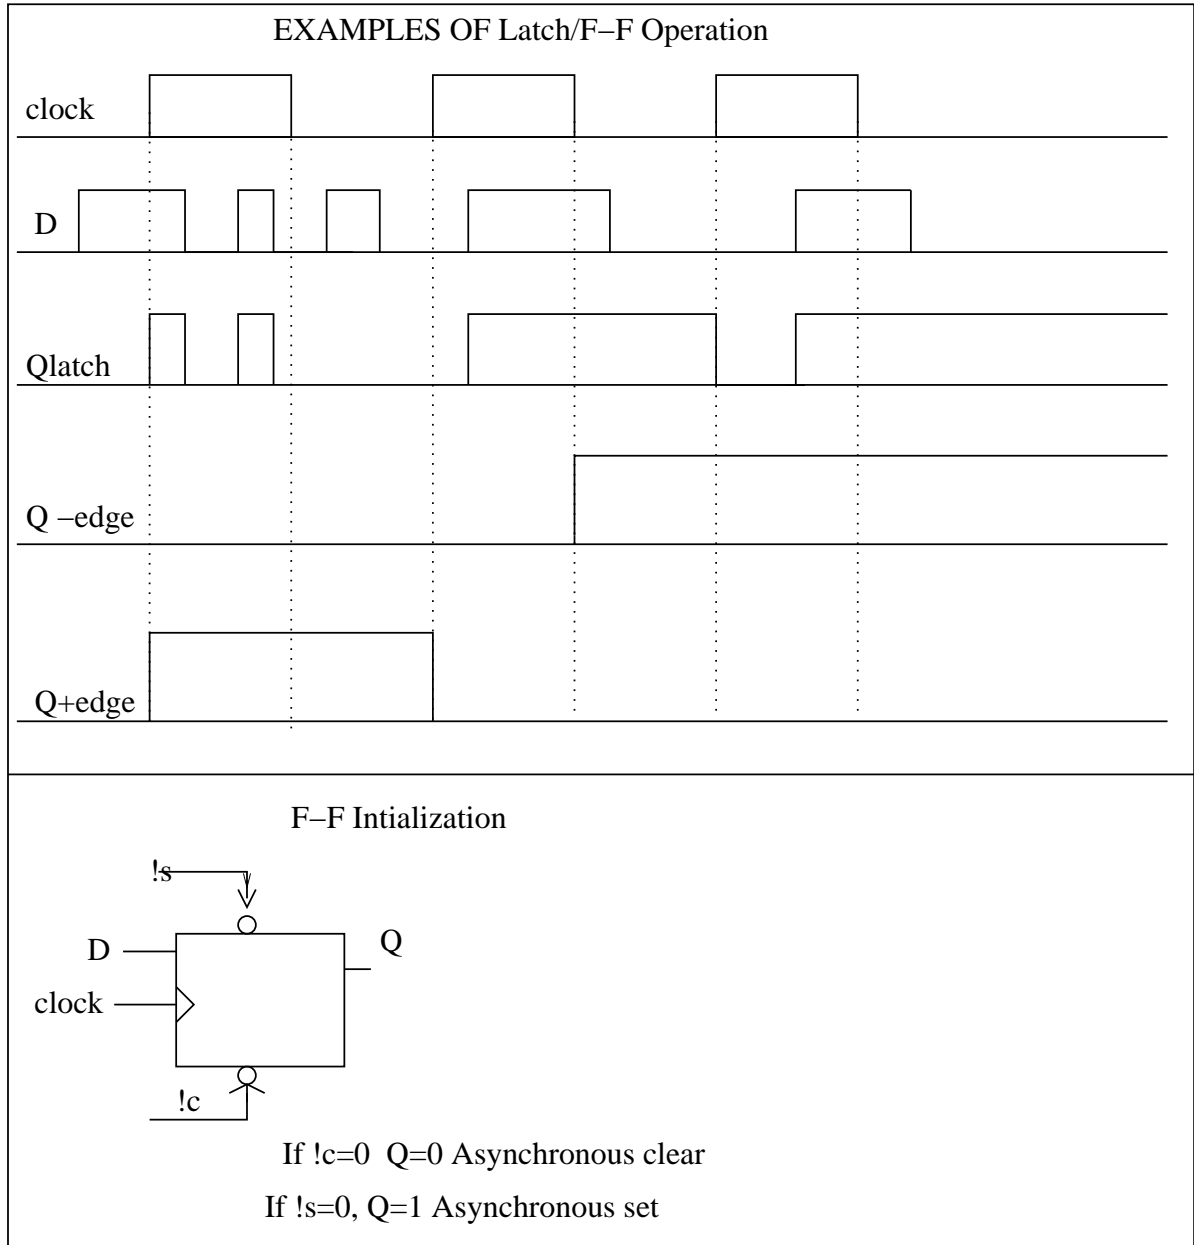 EXAMPLES OF Latch/F–F Operation
clock
D
Qlatch
Q –edge
Q+edge
F–F Intialization
!s
D
Q
clock
!c
If !c=0 Q=0 Asynchronous clear
If !s=0, Q=1 Asynchronous set